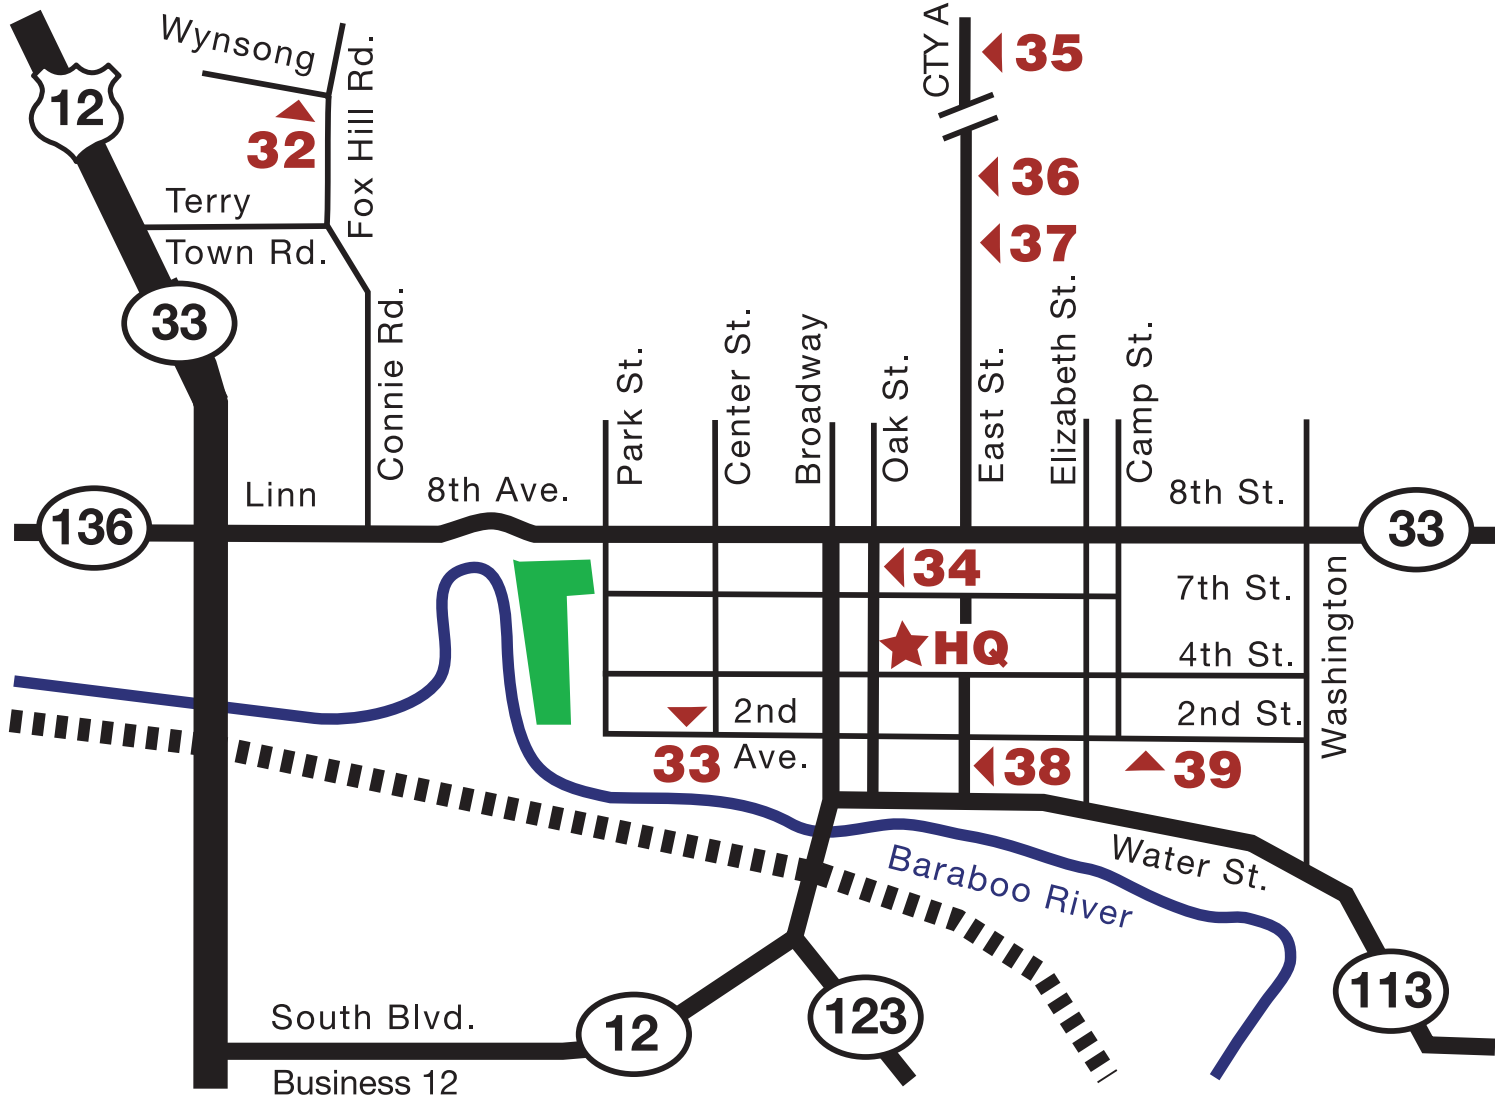 Wynsong
Fox Hill Rd.
CTY A
35
12
32
36
Terry
Town Rd.
37
33
Connie Rd.
Park St.
Center St.
Broadway
Oak St.
East St.
Elizabeth St.
Camp St.
136
Linn
8th Ave.
8th St.
33
34
7th St.
HQ
4th St.
Washington
2nd
Ave.
2nd St.
33
38
39
Water St.
Baraboo River
South Blvd.
Business 12
12
123
113